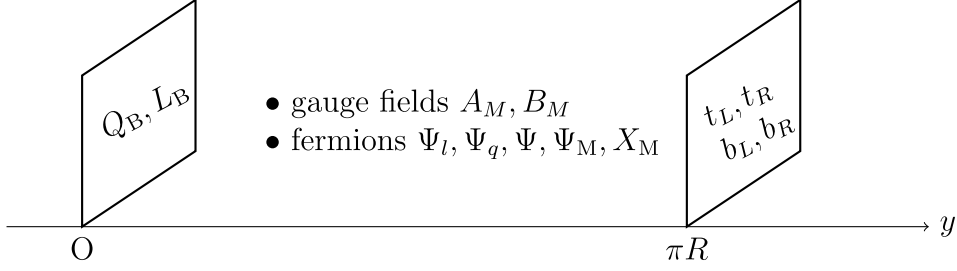 Q_B, L_B
• gauge fields A_M, B_M
• fermions Ψ_l, Ψ_q, Ψ, Ψ_M, X_M
t_L, t_R
b_L, b_R
y
O
πR